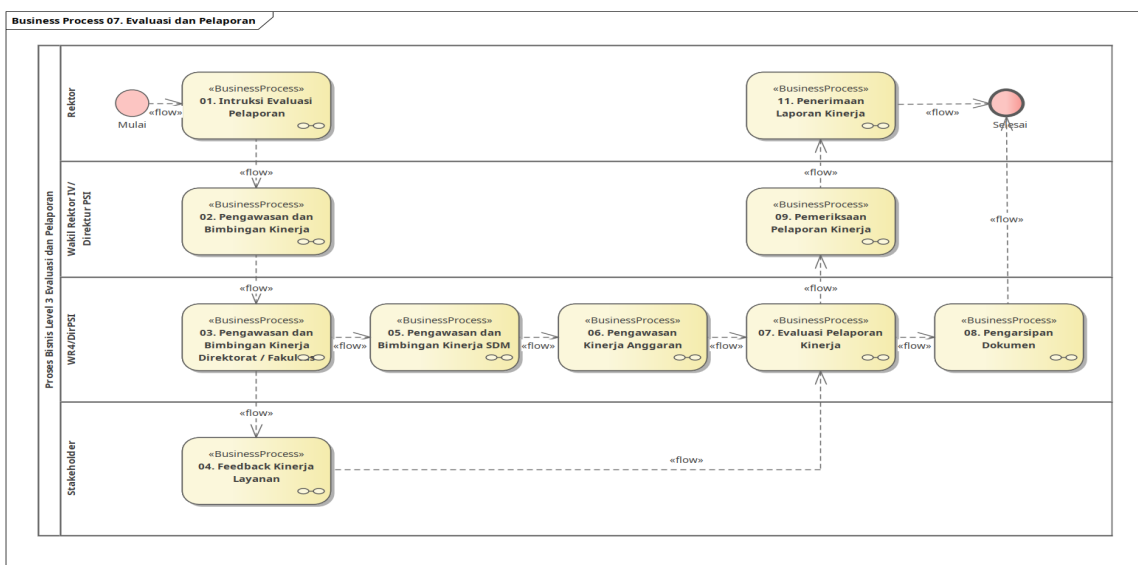 Business Process 07. Evaluasi dan Pelaporan
Proses Bisnis Level 3 Evaluasi dan Pelaporan
Rektor
Mulai
«flow»
«BusinessProcess»
01. Intruksi Evaluasi
Pelaporan
«BusinessProcess»
11. Penerimaan
Laporan Kinerja
«flow»
Selesai
«flow»
«flow»
Wakil Rektor IV/
Direktur PSI
«BusinessProcess»
02. Pengawasan dan
Bimbingan Kinerja
«BusinessProcess»
09. Pemeriksaan
Pelaporan Kinerja
«flow»
«flow»
«flow»
WR4/DirPSI
«BusinessProcess»
03. Pengawasan dan
Bimbingan Kinerja
Direktorat / Fakultas
«flow»
«BusinessProcess»
05. Pengawasan dan
Bimbingan Kinerja SDM
«flow»
«BusinessProcess»
06. Pengawasan
Kinerja Anggaran
«flow»
«BusinessProcess»
07. Evaluasi Pelaporan
Kinerja
«flow»
«BusinessProcess»
08. Pengarsipan
Dokumen
«flow»
Stakeholder
«BusinessProcess»
04. Feedback Kinerja
Layanan
«flow»